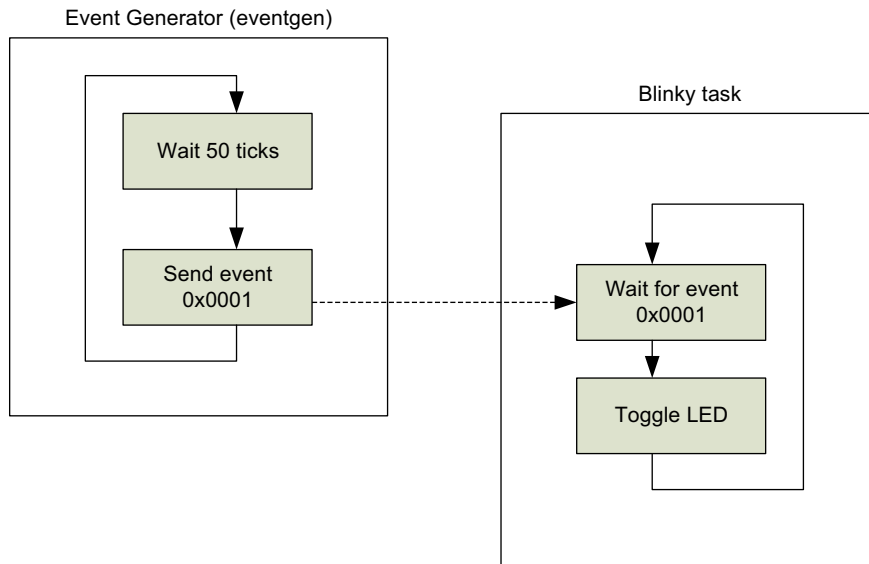 Event Generator (eventgen)
Wait 50 ticks
Send event
0x0001
Blinky task
Wait for event
0x0001
Toggle LED